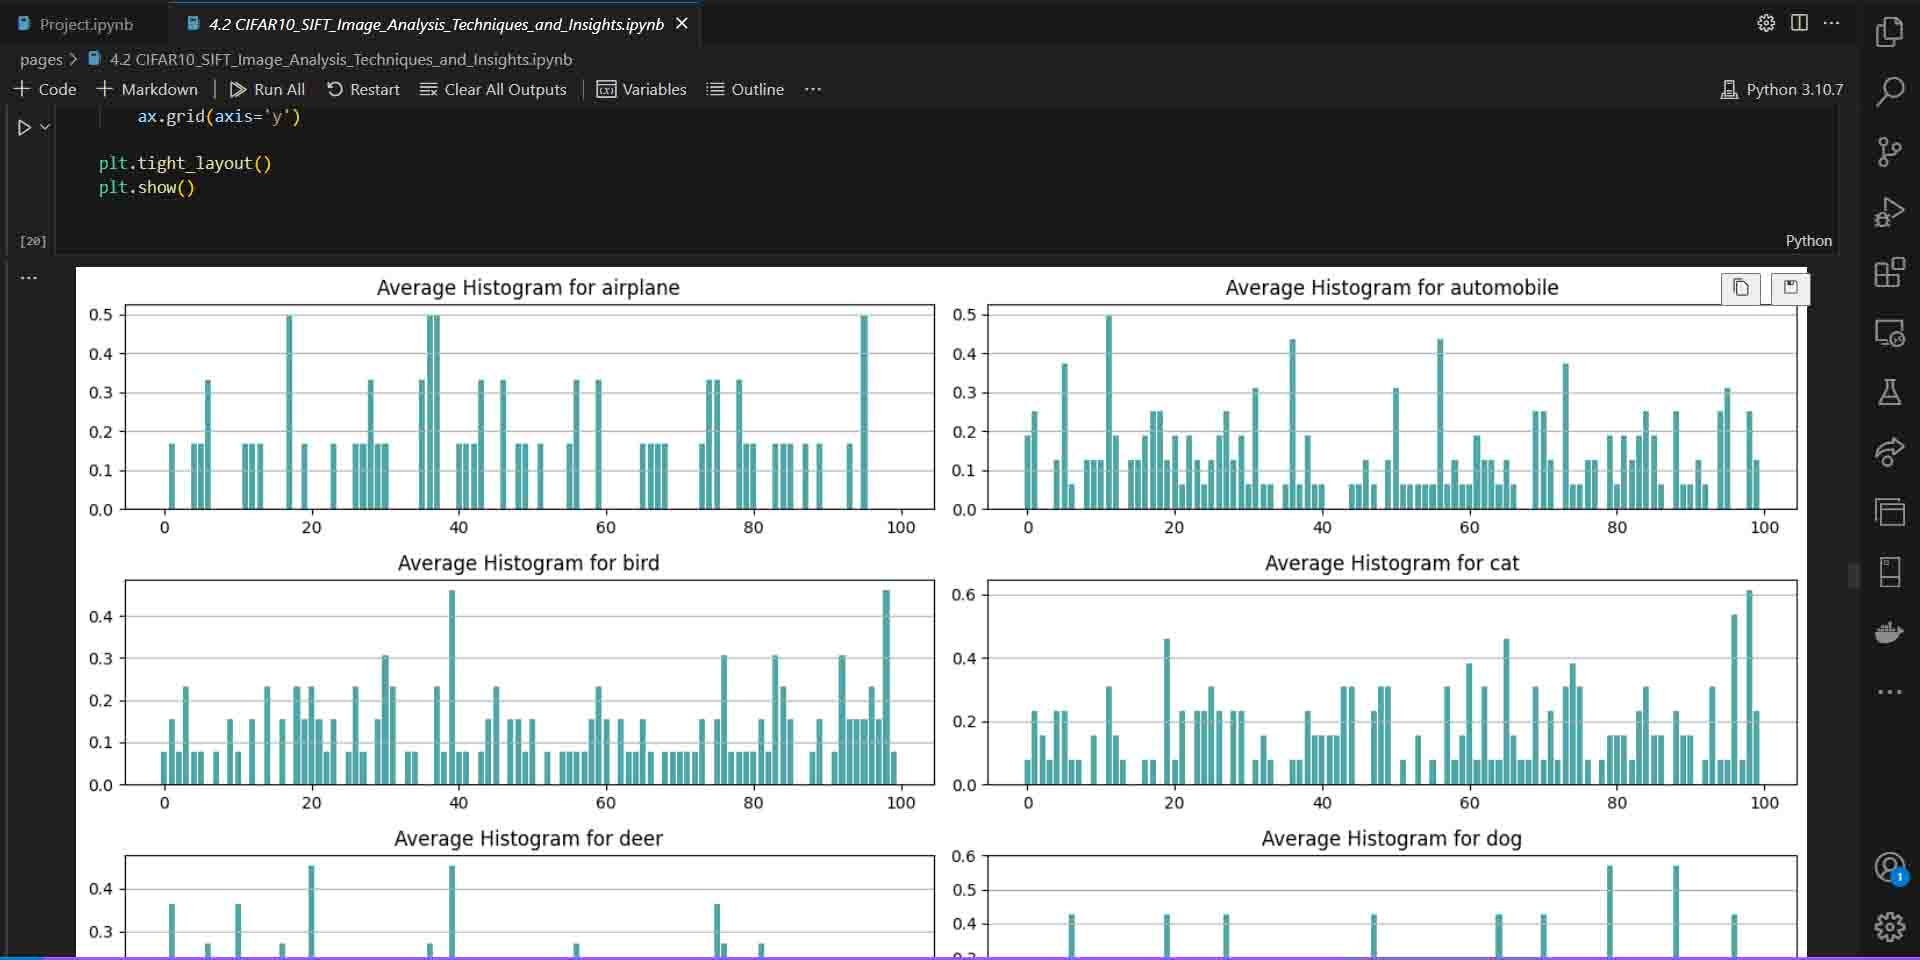 Project.ipynb
4.2 CIFAR10_SIFT_Image_Analysis_Techniques_and_Insights.ipynb
pages > 4.2 CIFAR10_SIFT_Image_Analysis_Techniques_and_Insights.ipynb
+ Code + Markdown | Run All Restart Clear All Outputs | Variables Outline ... Python 3.10.7
ax.grid(axis='y')
plt.tight_layout()
plt.show()
[20]
Python
Average Histogram for airplane
0.5
0.4
0.3
0.2
0.1
0.0
0 20 40 60 80 100
Average Histogram for automobile
0.5
0.4
0.3
0.2
0.1
0.0
0 20 40 60 80 100
Average Histogram for bird
0.4
0.3
0.2
0.1
0.0
0 20 40 60 80 100
Average Histogram for cat
0.6
0.4
0.2
0.0
0 20 40 60 80 100
Average Histogram for deer
0.4
0.3
Average Histogram for dog
0.6
0.5
0.4
1